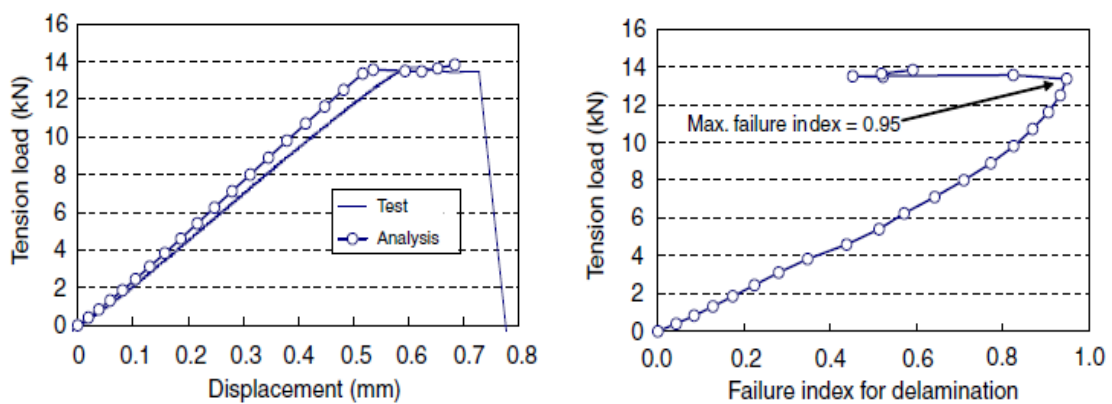 16
14
12
10
8
6
4
2
0
Tension load (kN)
Test
Analysis
0 0.1 0.2 0.3 0.4 0.5 0.6 0.7 0.8
Displacement (mm)
16
14
12
10
8
6
4
2
0
Tension load (kN)
Max. failure index = 0.95
0.0 0.2 0.4 0.6 0.8 1.0
Failure index for delamination